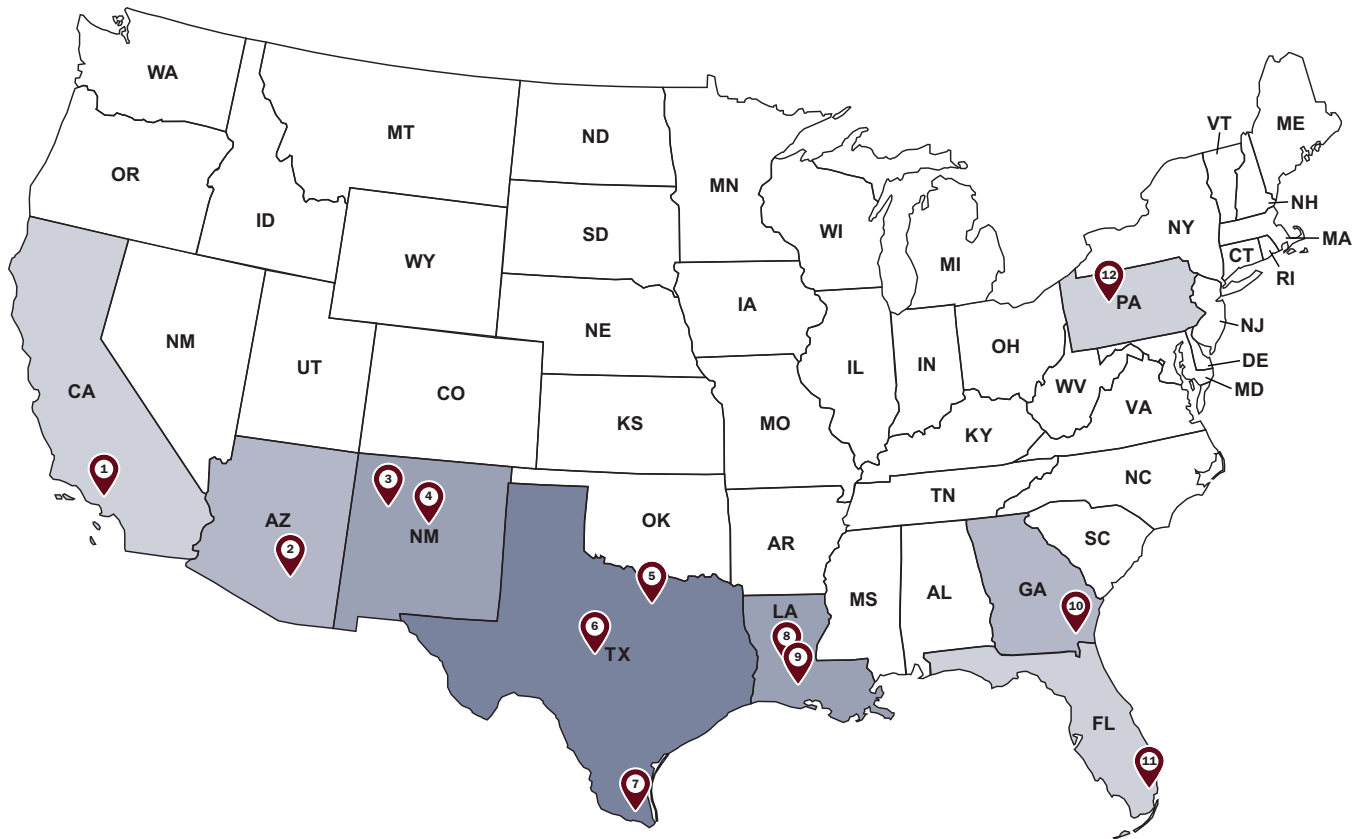 WA
MT
ND
MN
VT
ME
OR
ID
SD
WI
NY
NH
MA
WY
MI
CT
RI
12
PA
IA
NE
NM
UT
CO
IL
IN
OH
NJ
DE
MD
CA
KS
MO
WV
VA
KY
1
3
4
NC
TN
AZ
NM
OK
AR
SC
2
5
MS
AL
GA
10
LA
6
TX
8
9
FL
11
7